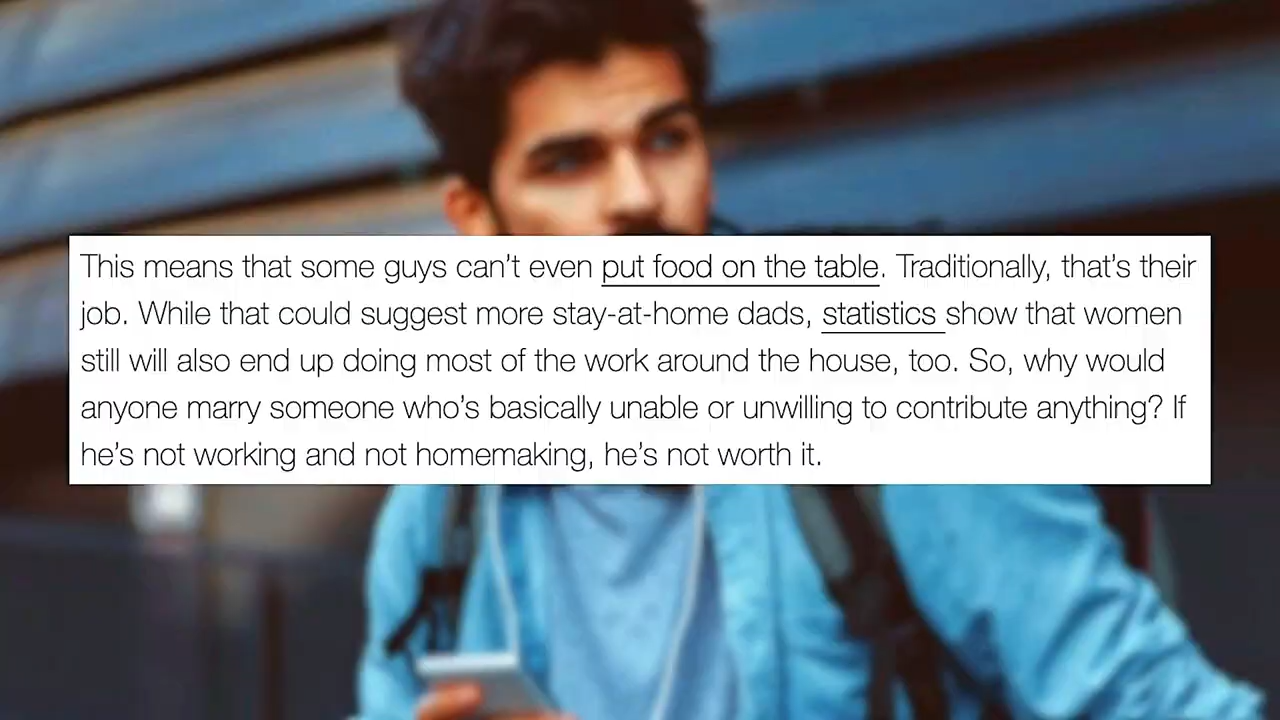 This means that some guys can't even put food on the table. Traditionally, that's their
job. While that could suggest more stay-at-home dads, statistics show that women
still will also end up doing most of the work around the house, too. So, why would
anyone marry someone who's basically unable or unwilling to contribute anything? If
he's not working and not homemaking, he's not worth it.